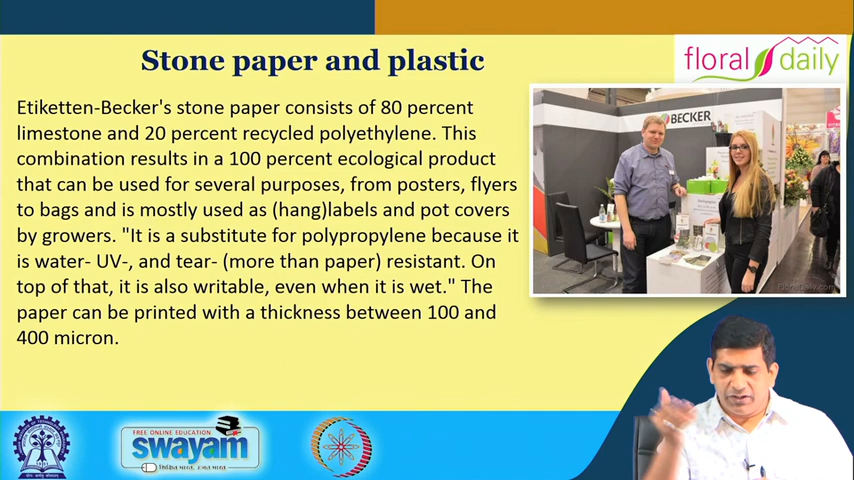 Stone paper and plastic
floral daily
Etiketten-Becker's stone paper consists of 80 percent
limestone and 20 percent recycled polyethylene. This
combination results in a 100 percent ecological product
that can be used for several purposes, from posters, flyers
to bags and is mostly used as (hang)labels and pot covers
by growers. "It is a substitute for polypropylene because it
is water- UV-, and tear- (more than paper) resistant. On
top of that, it is also writable, even when it is wet." The
paper can be printed with a thickness between 100 and
400 micron.
BECKER
FloralDaily.com
FREE ONLINE EDUCATION
swayam
शिक्षित भारत, उन्नत भारत